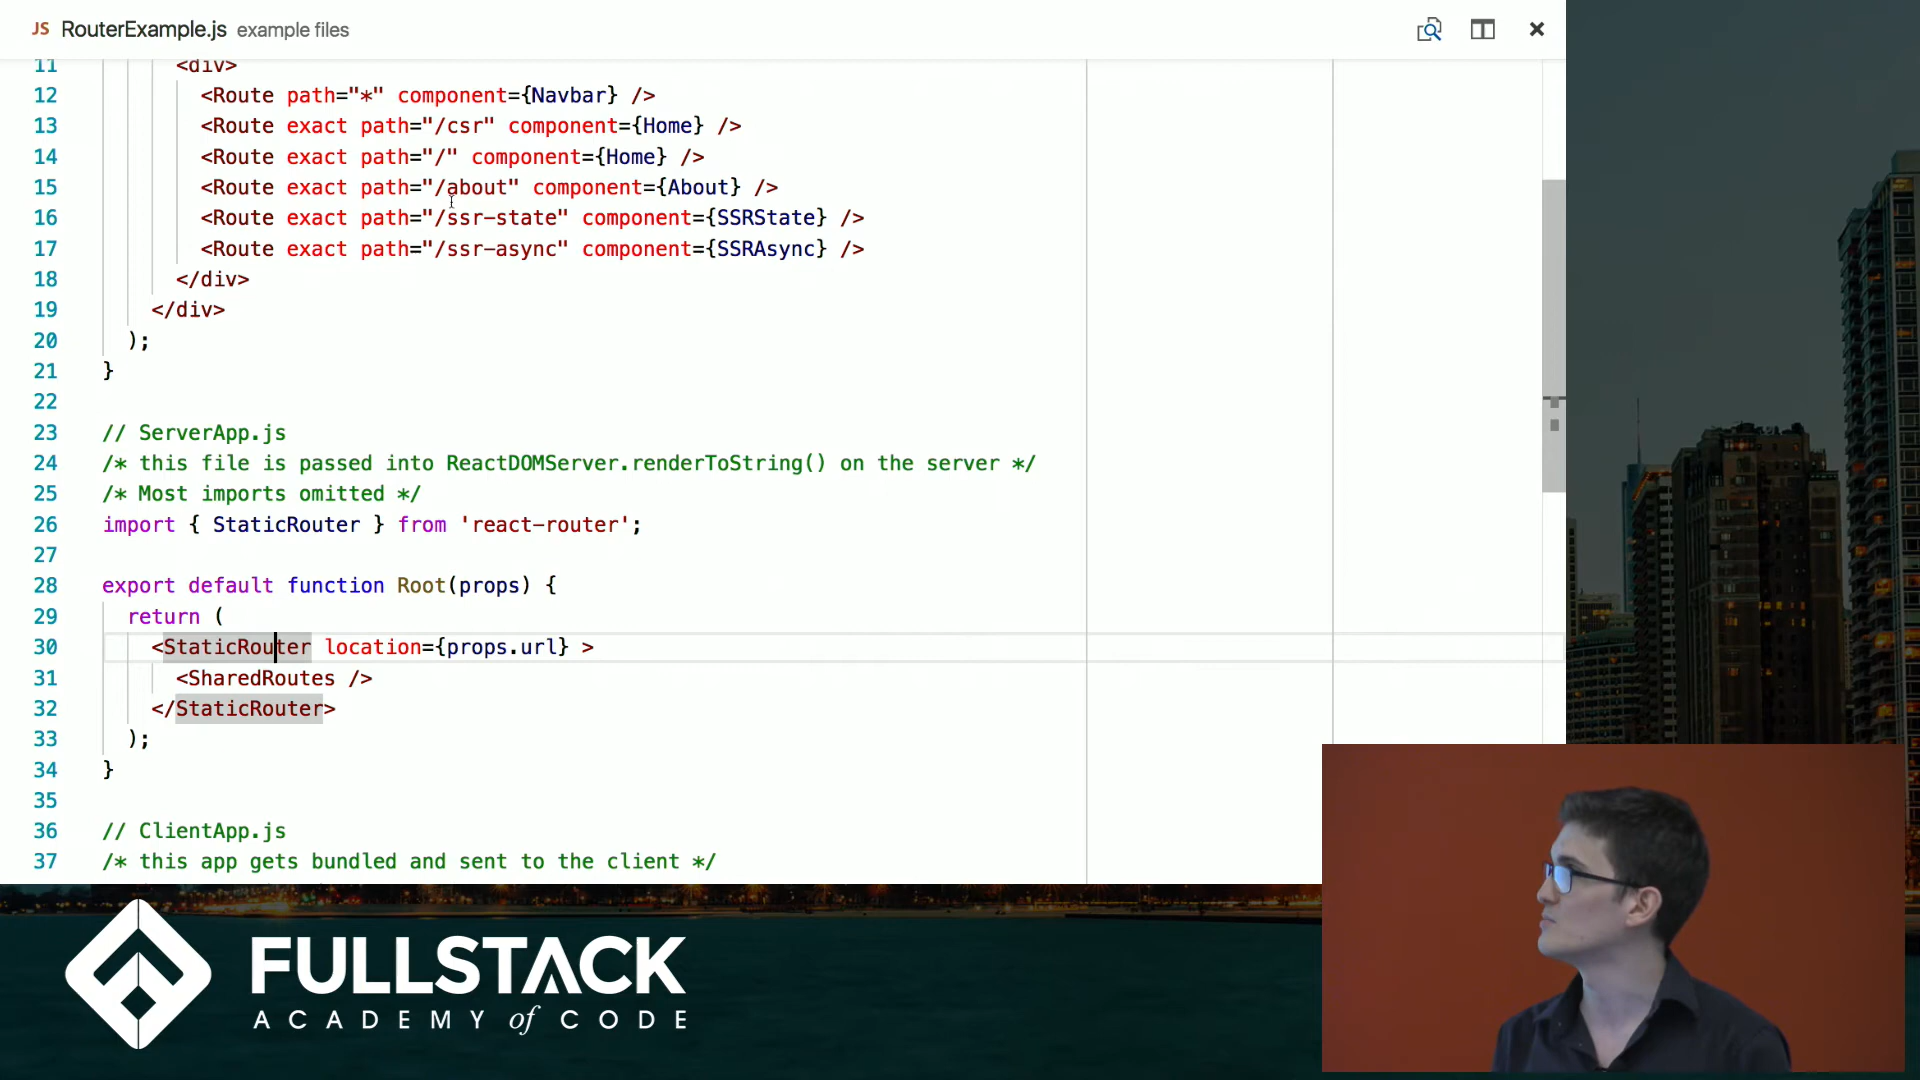 JS RouterExample.js example files
11 <div>
12 <Route path="*" component={Navbar} />
13 <Route exact path="/csr" component={Home} />
14 <Route exact path="/" component={Home} />
15 <Route exact path="/about" component={About} />
16 <Route exact path="/ssr-state" component={SSRState} />
17 <Route exact path="/ssr-async" component={SSRAsync} />
18 </div>
19 </div>
20 );
21 }
22
23 // ServerApp.js
24 /* this file is passed into ReactDOMServer.renderToString() on the server */
25 /* Most imports omitted */
26 import { StaticRouter } from 'react-router';
27
28 export default function Root(props) {
29 return (
30 <StaticRouter location={props.url} >
31 <SharedRoutes />
32 </StaticRouter>
33 );
34 }
35
36 // ClientApp.js
37 /* this app gets bundled and sent to the client */
FULLSTACK
ACADEMY of CODE